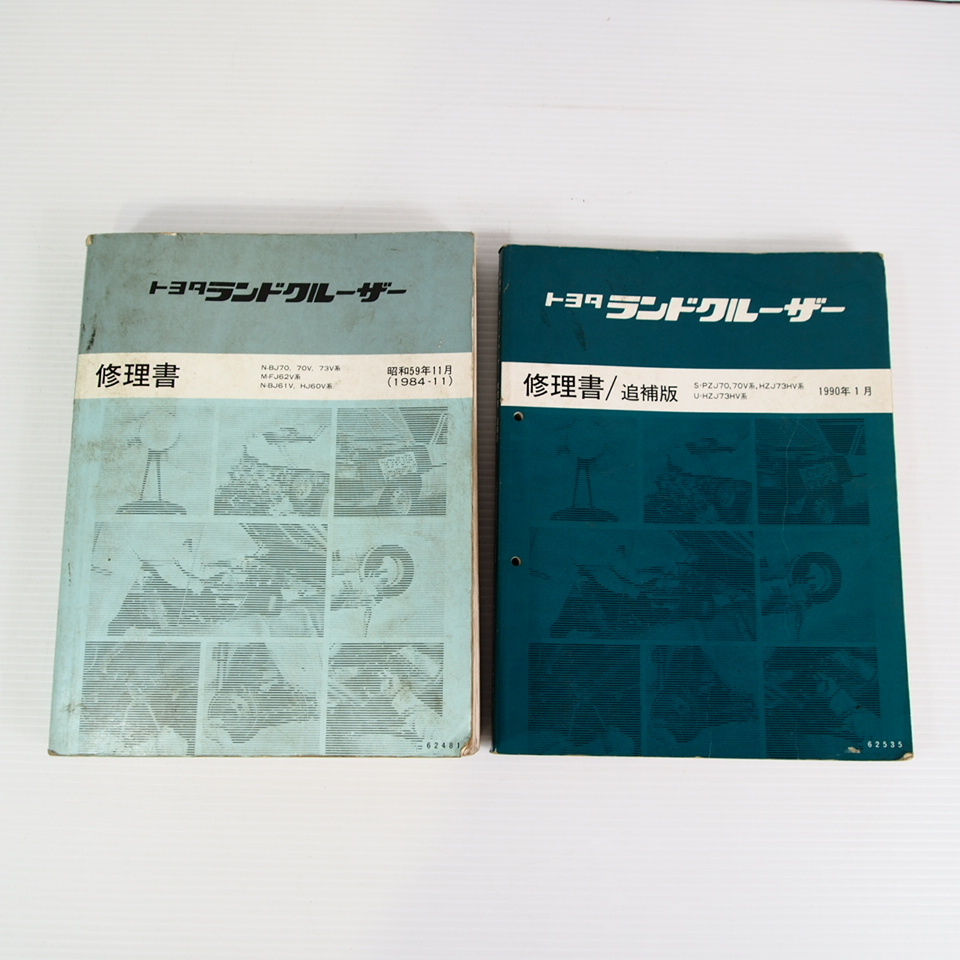 トヨタ ランドクルーザー
修理書
N-BJ70, 70V, 73V系
M-FJ62V系
N-BJ61V, HJ60V系
昭和59年11月
(1984-11)
62481
トヨタ ランドクルーザー
修理書/追補版
S-PZJ70,70V系,HZJ73HV系
U-HZJ73HV系
1990年1月
62535